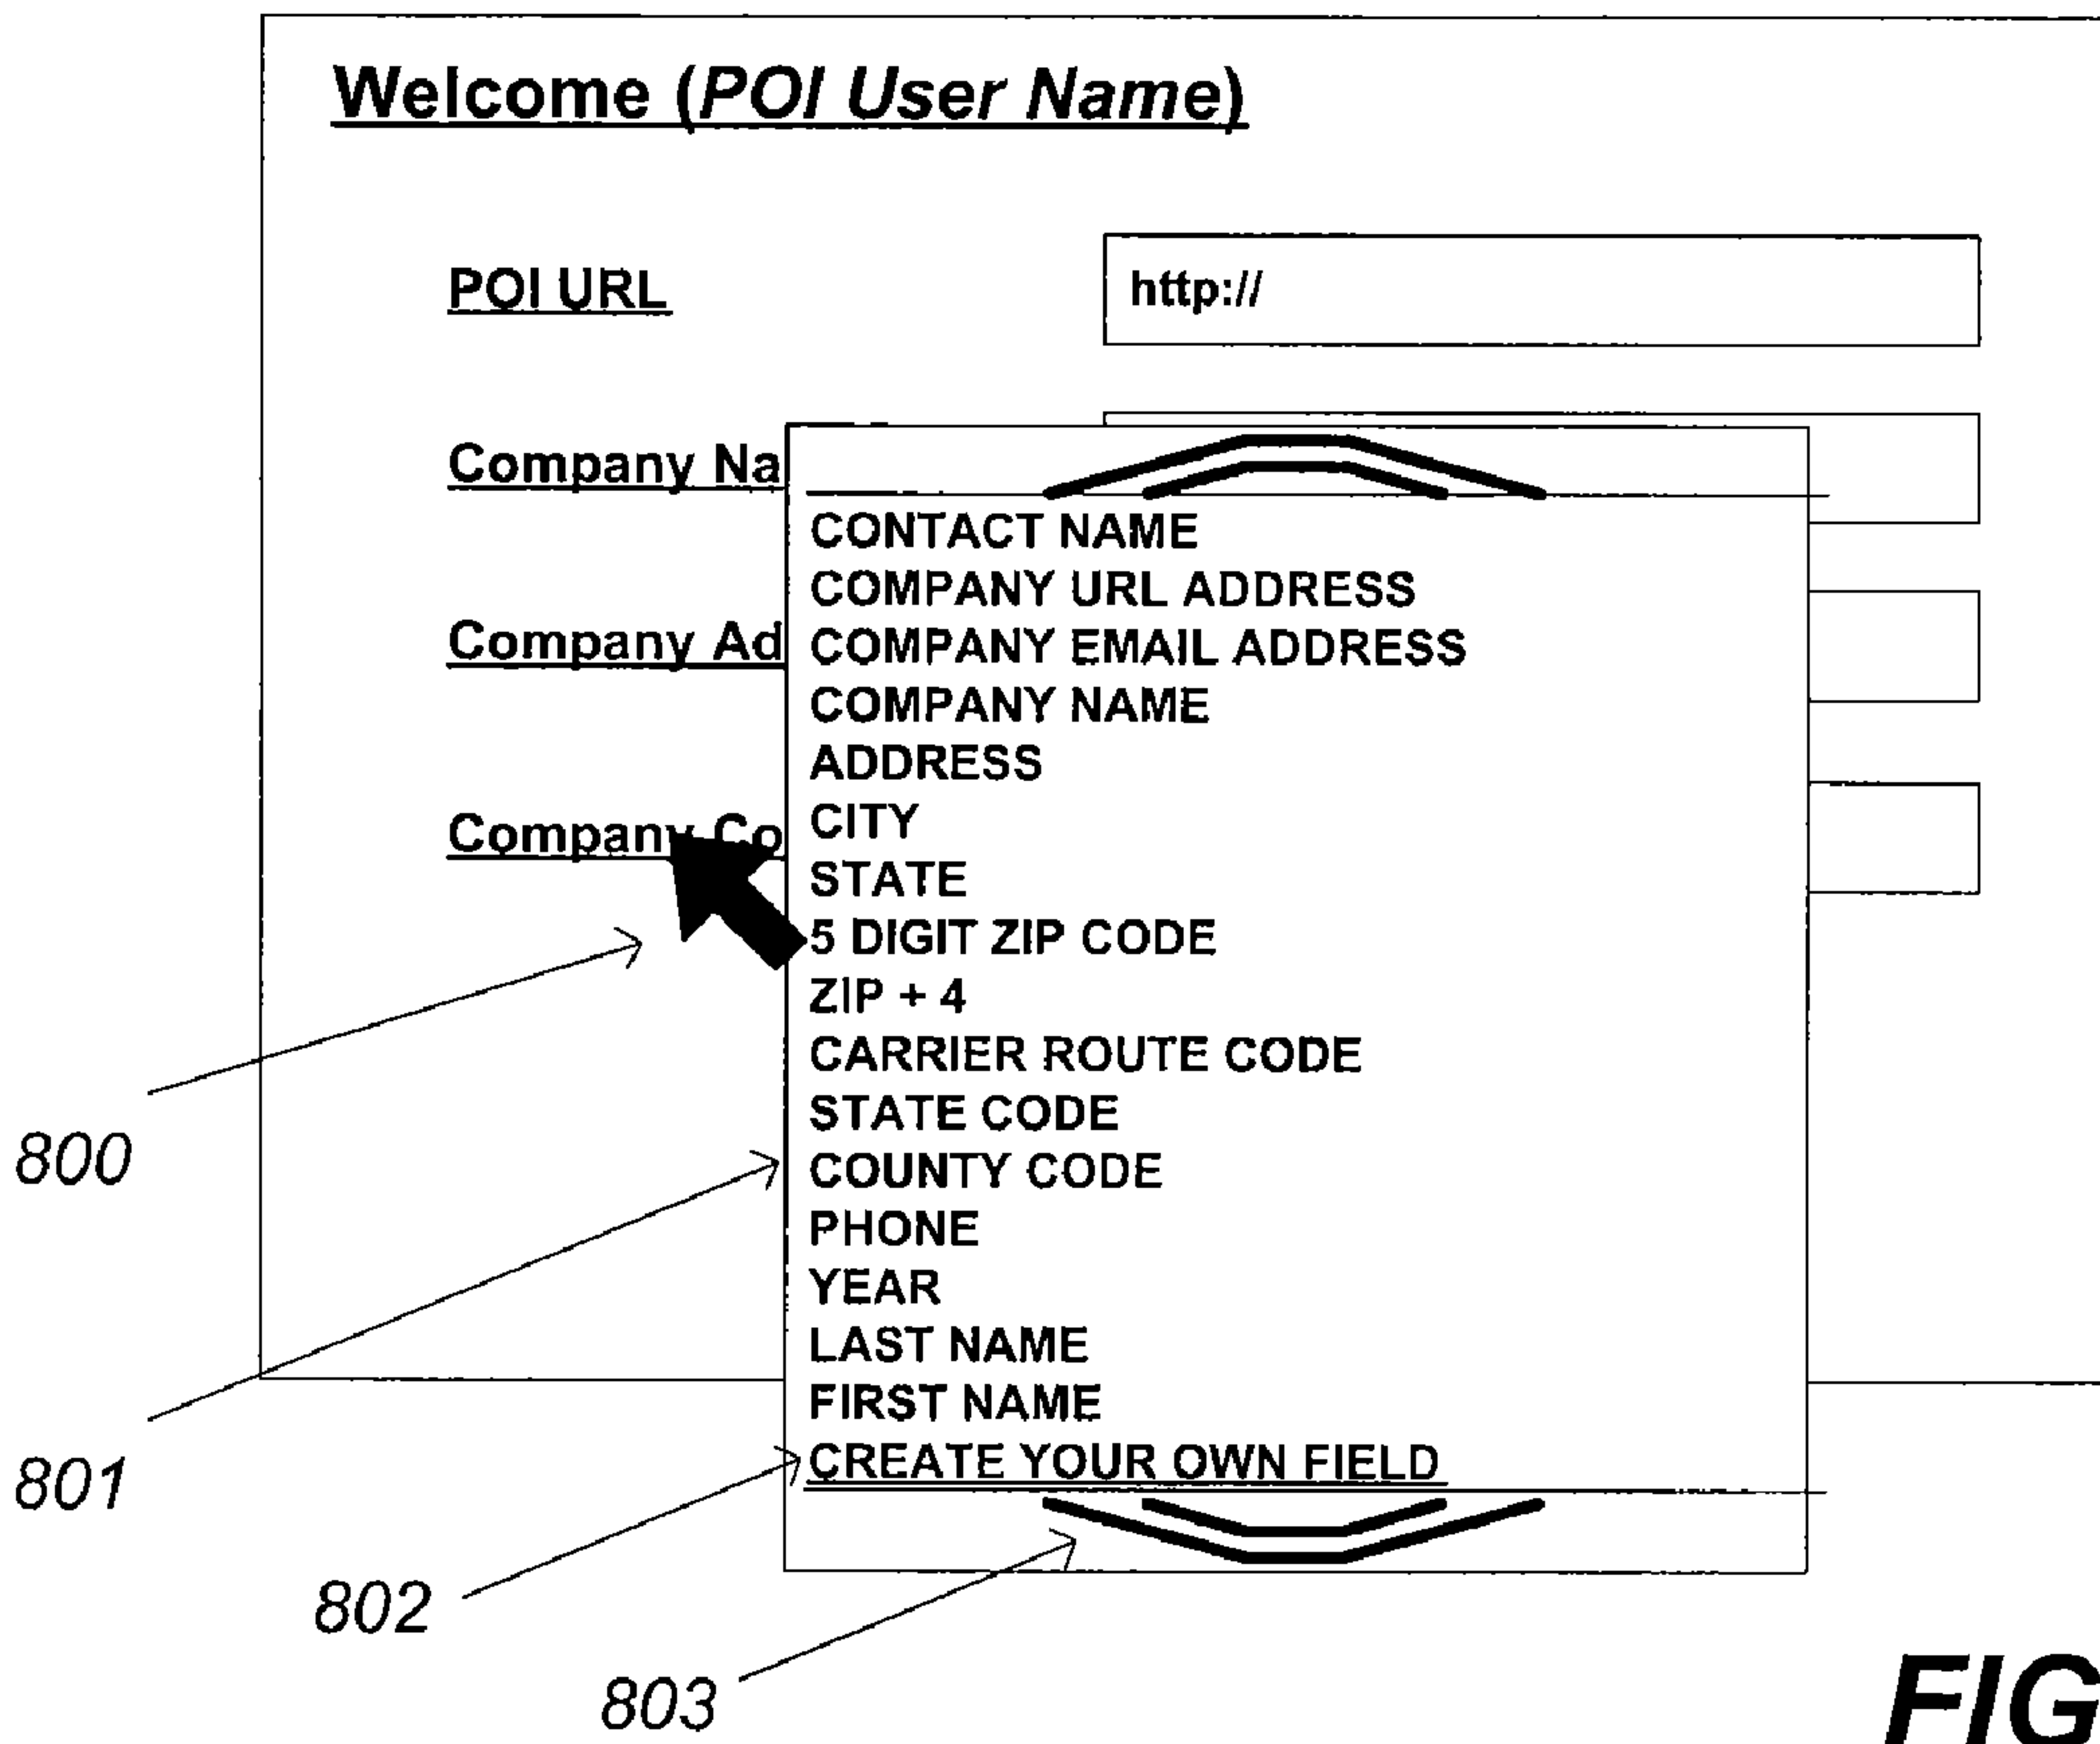 Welcome (POI User Name)
POI URL
http://
Company Na
CONTACT NAME
COMPANY URL ADDRESS
Company Ad
COMPANY EMAIL ADDRESS
COMPANY NAME
ADDRESS
Company Co
CITY
STATE
5 DIGIT ZIP CODE
ZIP + 4
CARRIER ROUTE CODE
STATE CODE
800
COUNTY CODE
PHONE
YEAR
LAST NAME
FIRST NAME
CREATE YOUR OWN FIELD
801
802
803
FIG